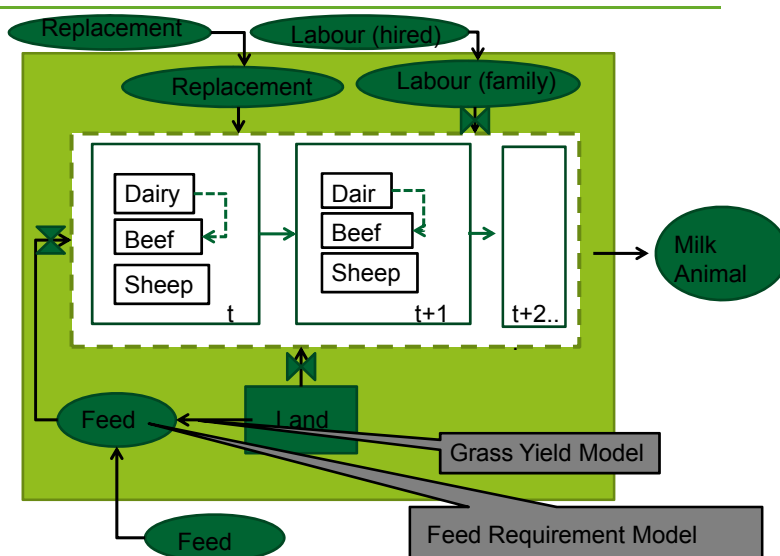 Replacement
Labour (hired)
Replacement
Labour (family)
Dairy
Beef
Sheep
t
Dair
Beef
Sheep
t+1
t+2..
.
Milk
Animal
Feed
Land
Grass Yield Model
Feed Requirement Model
Feed